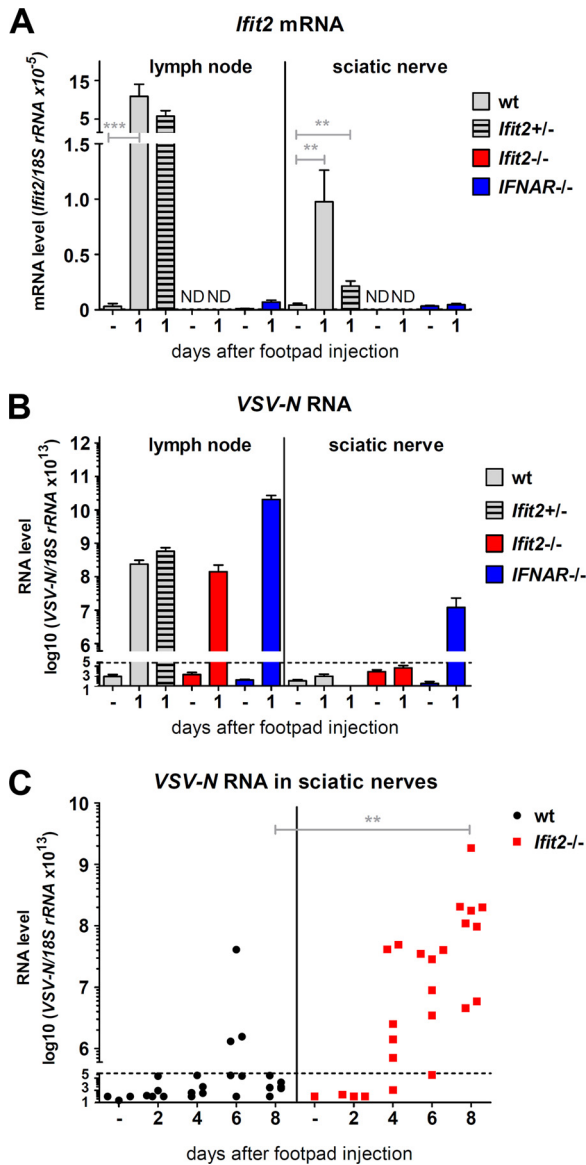 A
Ifit2 mRNA
lymph node
sciatic nerve
mRNA level (Ifit2/18S rRNA x10-5)
15
5
1.5
1.0
0.5
0
***
**
**
ND ND
ND ND
- 1 1 - 1 - 1 - 1 1 - 1 - 1
days after footpad injection
wt
Ifit2+/-
Ifit2-/-
IFNAR-/-
B
VSV-N RNA
lymph node
sciatic nerve
RNA level
log10 (VSV-N/18S rRNA x1013)
12
11
10
9
8
7
6
5
3
1
- 1 1 - 1 - 1 - 1 1 - 1 - 1
days after footpad injection
wt
Ifit2+/-
Ifit2-/-
IFNAR-/-
C
VSV-N RNA in sciatic nerves
RNA level
log10 (VSV-N/18S rRNA x1013)
10
9
8
7
6
5
4
3
2
1
**
- 2 4 6 8 - 2 4 6 8
days after footpad injection
wt
Ifit2-/-